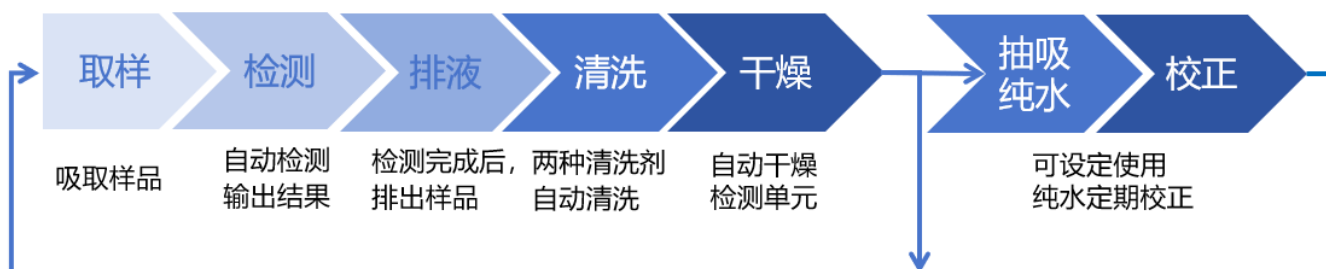 取样
检测
排液
清洗
干燥
抽吸
纯水
校正
吸取样品
自动检测
输出结果
检测完成后，
排出样品
两种清洗剂
自动清洗
自动干燥
检测单元
可设定使用
纯水定期校正